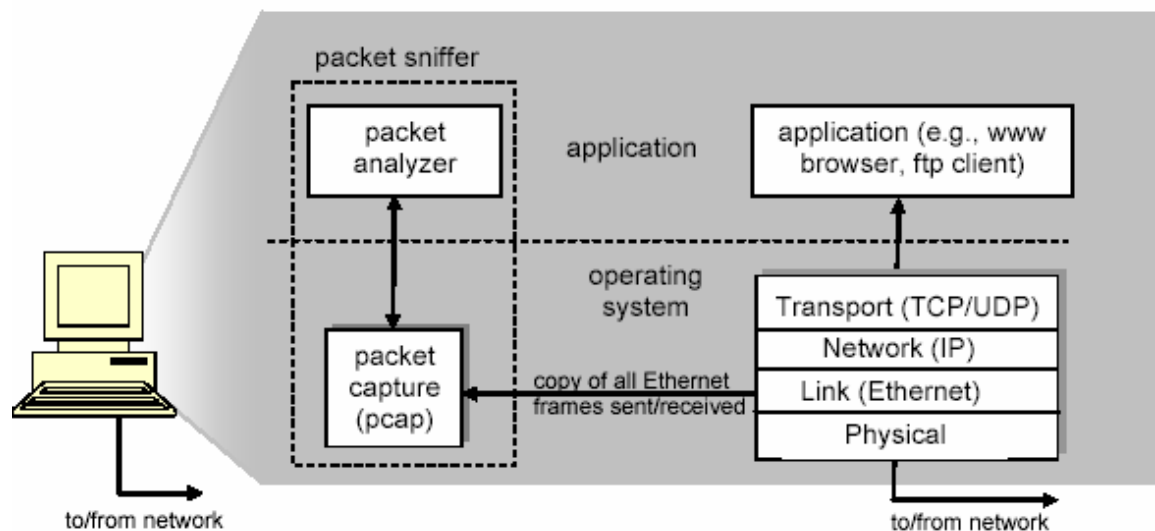 packet sniffer
packet
analyzer
application
application (e.g., www
browser, ftp client)
operating
system
packet
capture
(pcap)
copy of all Ethernet
frames sent/received
Transport (TCP/UDP)
Network (IP)
Link (Ethernet)
Physical
to/from network
to/from network